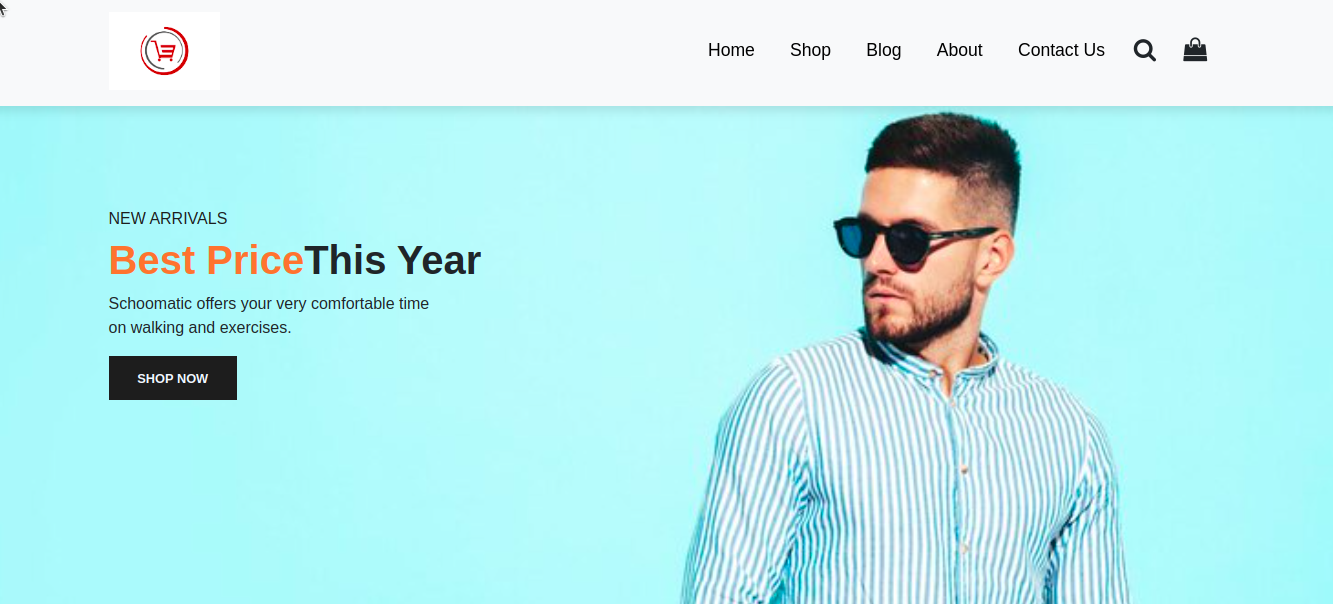 Home Shop Blog About Contact Us
NEW ARRIVALS
Best PriceThis Year
Schoomatic offers your very comfortable time
on walking and exercises.
SHOP NOW